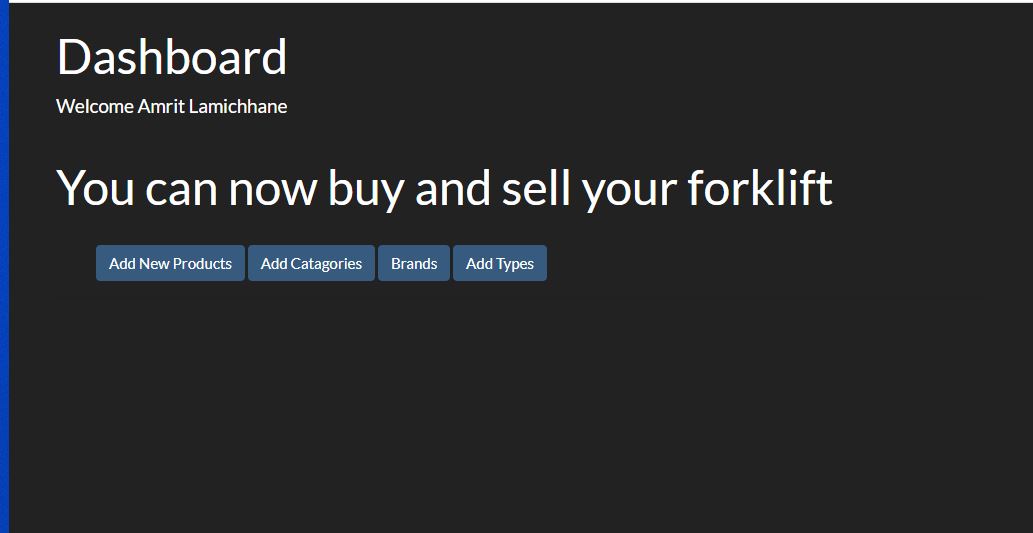 Dashboard
Welcome Amrit Lamichhane
You can now buy and sell your forklift
Add New Products Add Catagories Brands Add Types